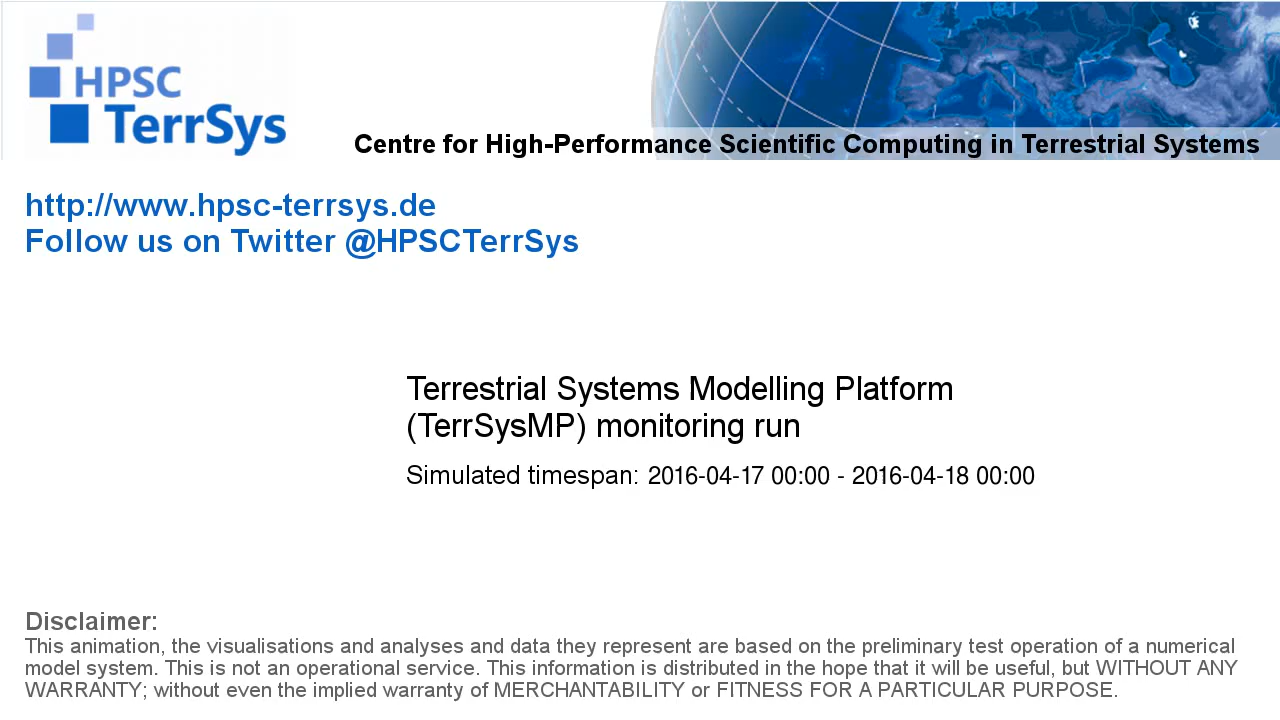 HPSC
TerrSys
Centre for High-Performance Scientific Computing in Terrestrial Systems
http://www.hpsc-terrsys.de
Follow us on Twitter @HPSCTerrSys
Terrestrial Systems Modelling Platform
(TerrSysMP) monitoring run
Simulated timespan: 2016-04-17 00:00 - 2016-04-18 00:00
Disclaimer:
This animation, the visualisations and analyses and data they represent are based on the preliminary test operation of a numerical
model system. This is not an operational service. This information is distributed in the hope that it will be useful, but WITHOUT ANY
WARRANTY; without even the implied warranty of MERCHANTABILITY or FITNESS FOR A PARTICULAR PURPOSE.